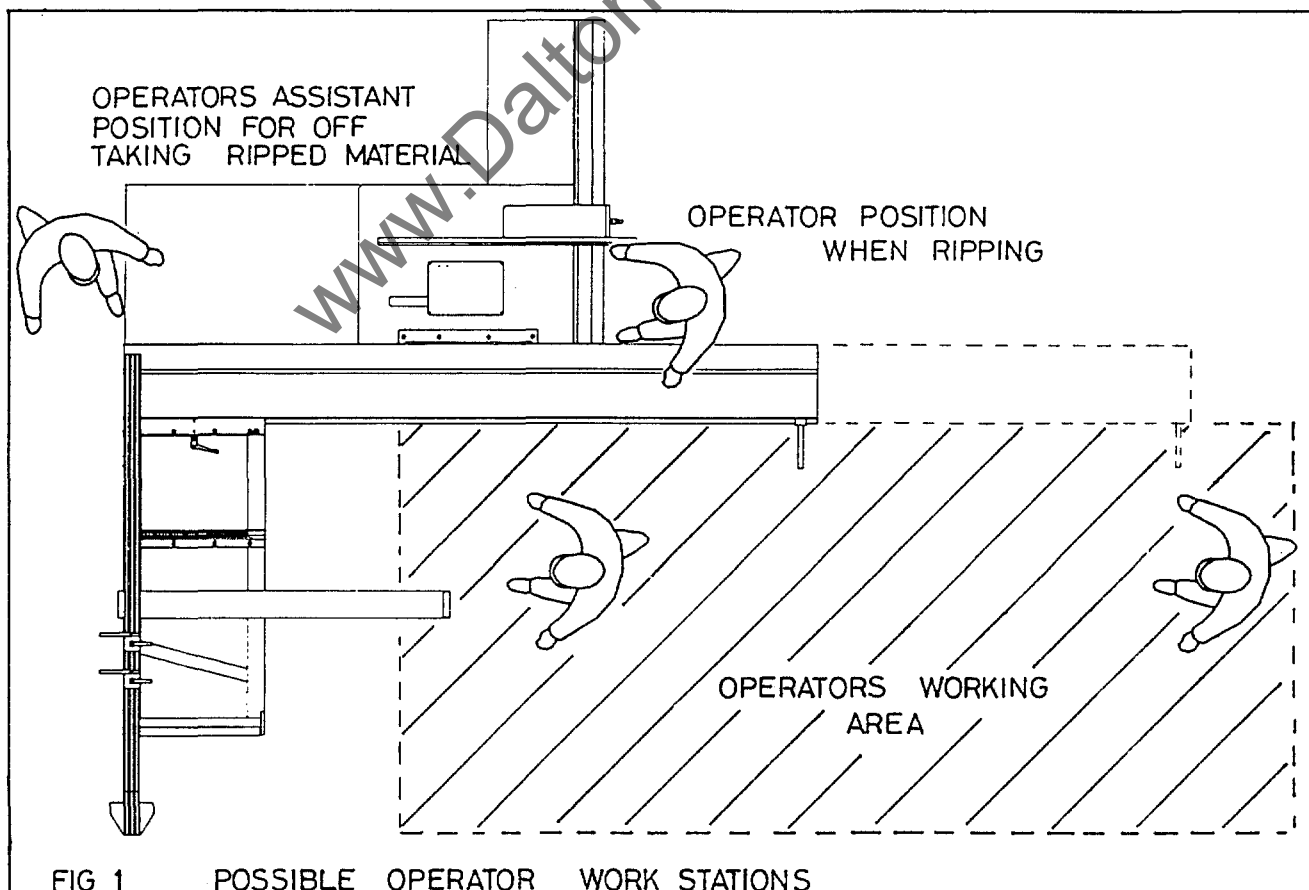 OPERATORS ASSISTANT
POSITION FOR OFF
TAKING RIPPED MATERIAL
OPERATOR POSITION
WHEN RIPPING
OPERATORS WORKING
AREA
FIG 1 POSSIBLE OPERATOR WORK STATIONS
www.Dalton